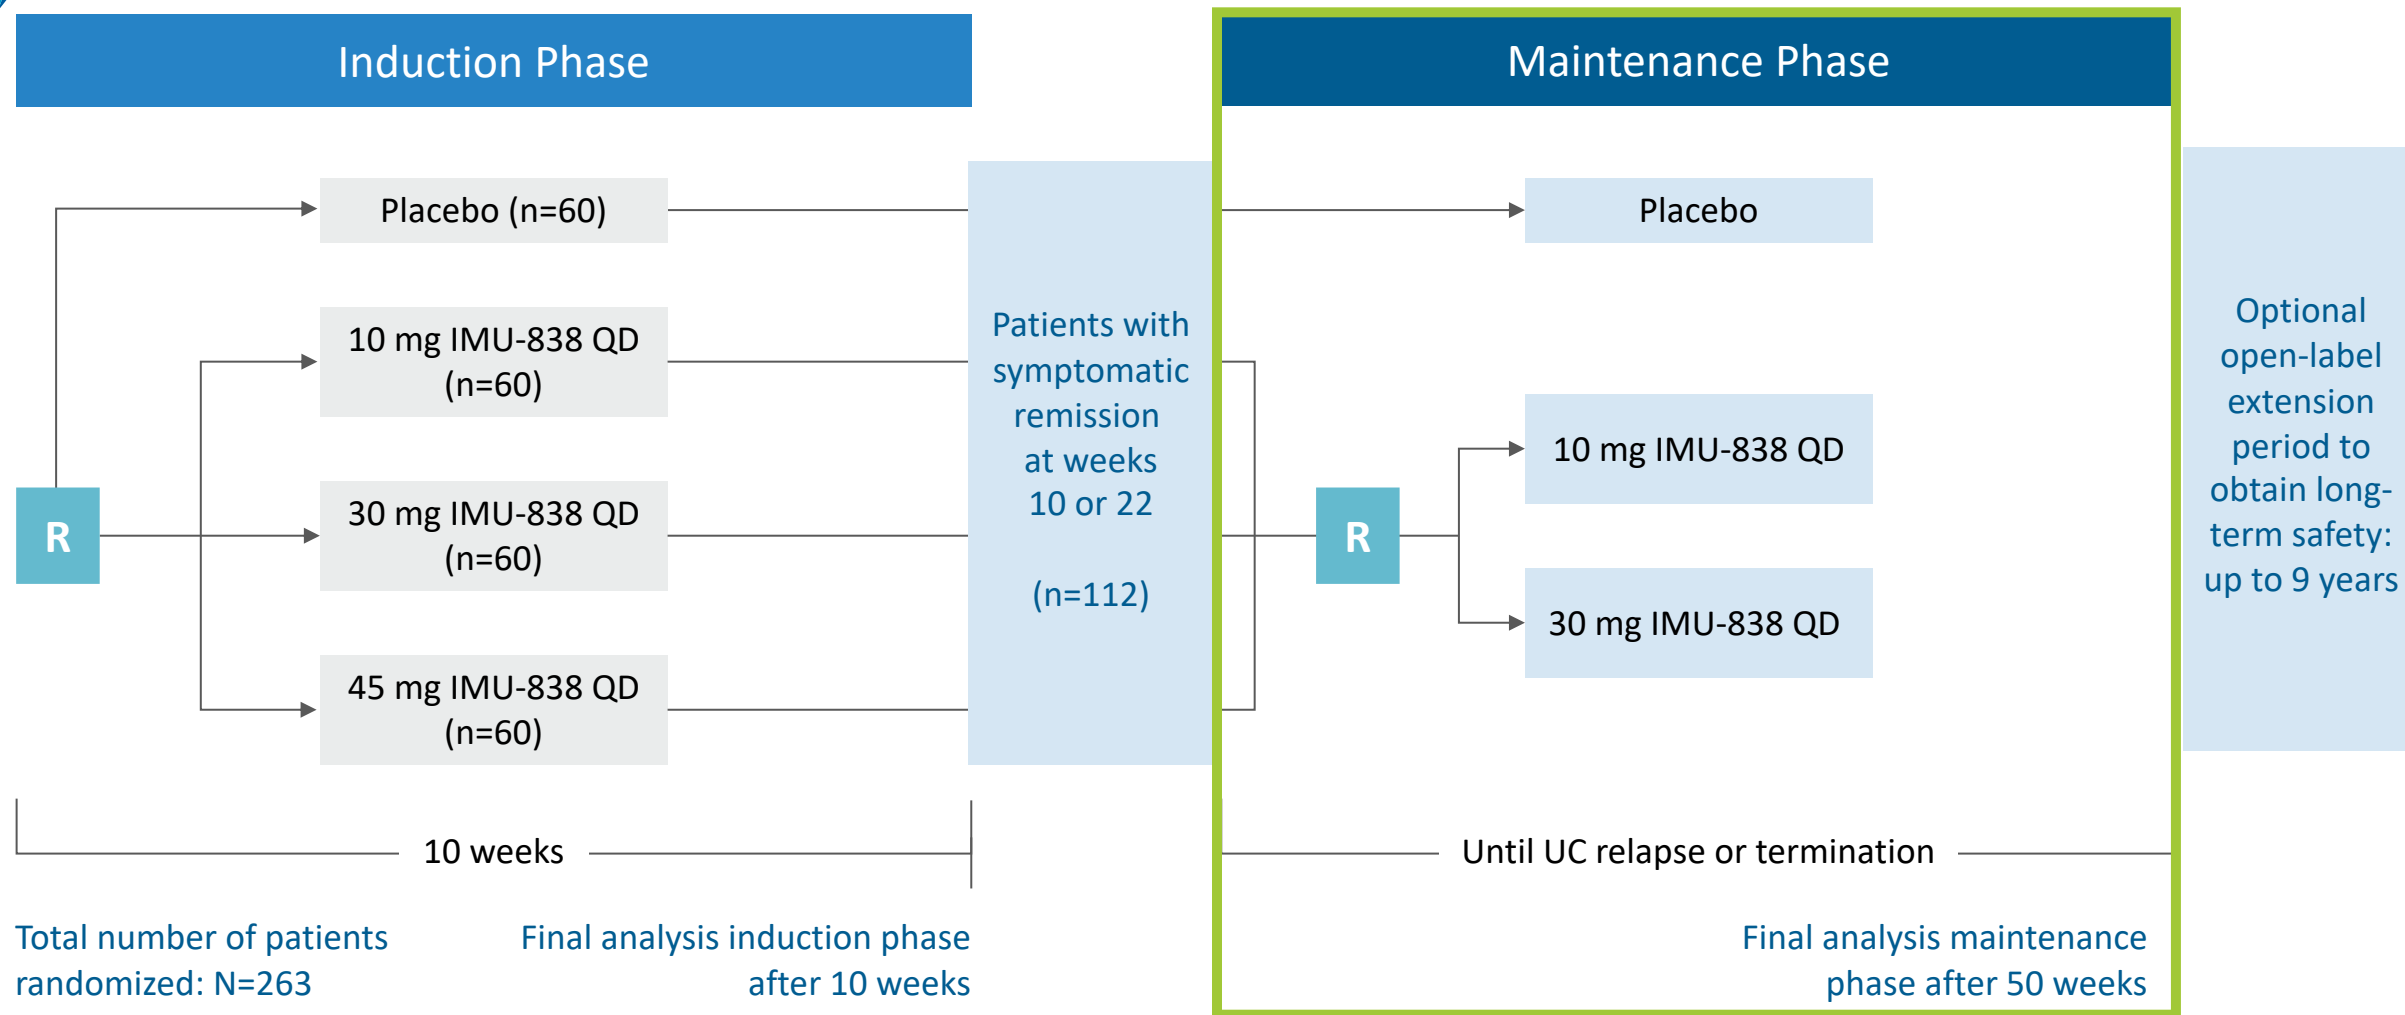 Induction Phase
Maintenance Phase
Placebo (n=60)
10 mg IMU-838 QD
(n=60)
R
30 mg IMU-838 QD
(n=60)
45 mg IMU-838 QD
(n=60)
Patients with
symptomatic
remission
at weeks
10 or 22
(n=112)
Placebo
R
10 mg IMU-838 QD
30 mg IMU-838 QD
Optional
open-label
extension
period to
obtain long-
term safety:
up to 9 years
10 weeks
Until UC relapse or termination
Total number of patients
randomized: N=263
Final analysis induction phase
after 10 weeks
Final analysis maintenance
phase after 50 weeks